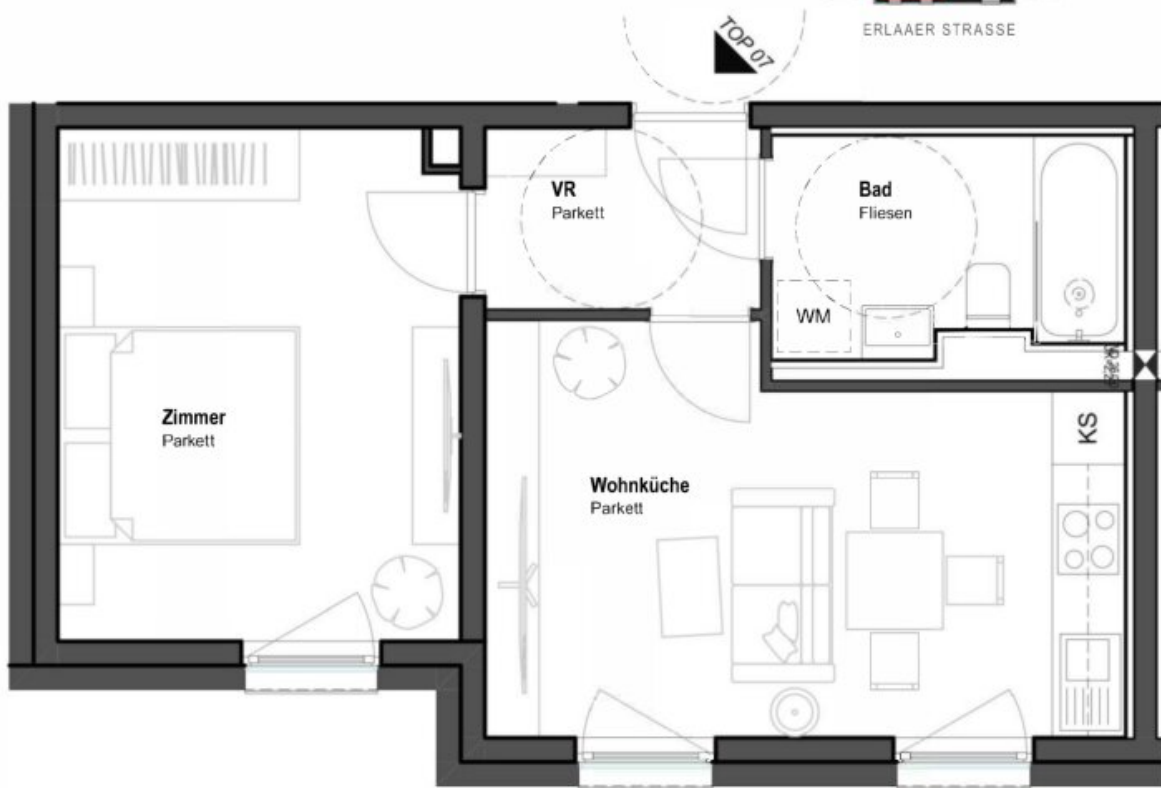 ERLAAER STRASSE
TOP 07
VR
Parkett
Bad
Fliesen
WM
Zimmer
Parkett
KS
Wohnküche
Parkett